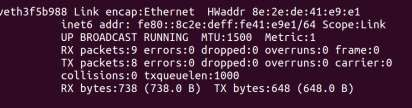 veth3f5b988 Link encap:Ethernet  HWaddr 8e:2e:de:41:e9:e1
inet6 addr: fe80::8c2e:deff:fe41:e9e1/64 Scope:Link
UP BROADCAST RUNNING  MTU:1500  Metric:1
RX packets:9 errors:0 dropped:0 overruns:0 frame:0
TX packets:8 errors:0 dropped:0 overruns:0 carrier:0
collisions:0 txqueuelen:1000
RX bytes:738 (738.0 B)  TX bytes:648 (648.0 B)